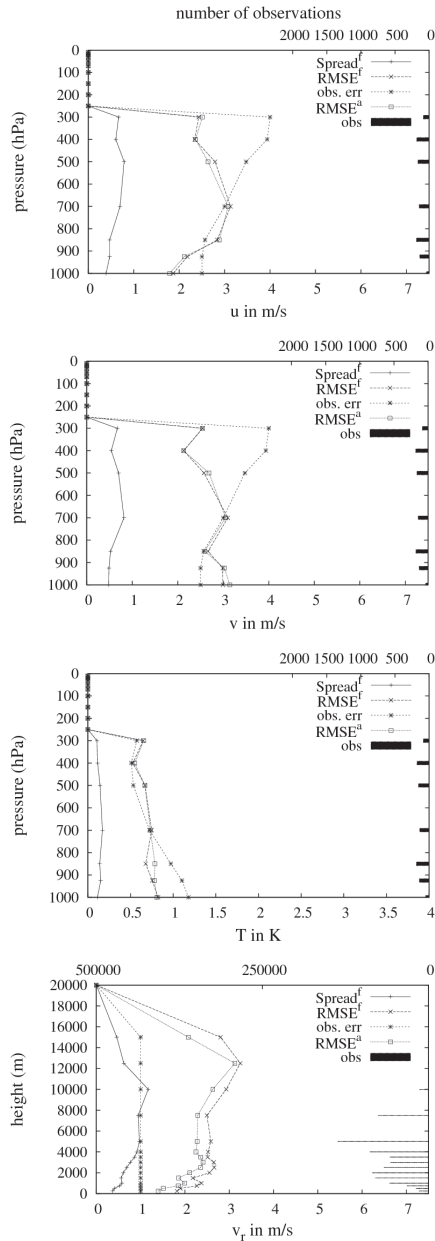 number of observations
2000 1500 1000 500 0
0
100
200
300
400
500
600
700
800
900
1000
pressure (hPa)
Spread^f
RMSE^f
obs. err
RMSE^a
obs
0 1 2 3 4 5 6 7
u in m/s
2000 1500 1000 500 0
0
100
200
300
400
500
600
700
800
900
1000
pressure (hPa)
Spread^f
RMSE^f
obs. err
RMSE^a
obs
0 1 2 3 4 5 6 7
v in m/s
2000 1500 1000 500 0
0
100
200
300
400
500
600
700
800
900
1000
pressure (hPa)
Spread^f
RMSE^f
obs. err
RMSE^a
obs
0 0.5 1 1.5 2 2.5 3 3.5 4
T in K
500000 250000 0
20000
18000
16000
14000
12000
10000
8000
6000
4000
2000
0
height (m)
Spread^f
RMSE^f
obs. err
RMSE^a
obs
0 1 2 3 4 5 6 7
v_r in m/s